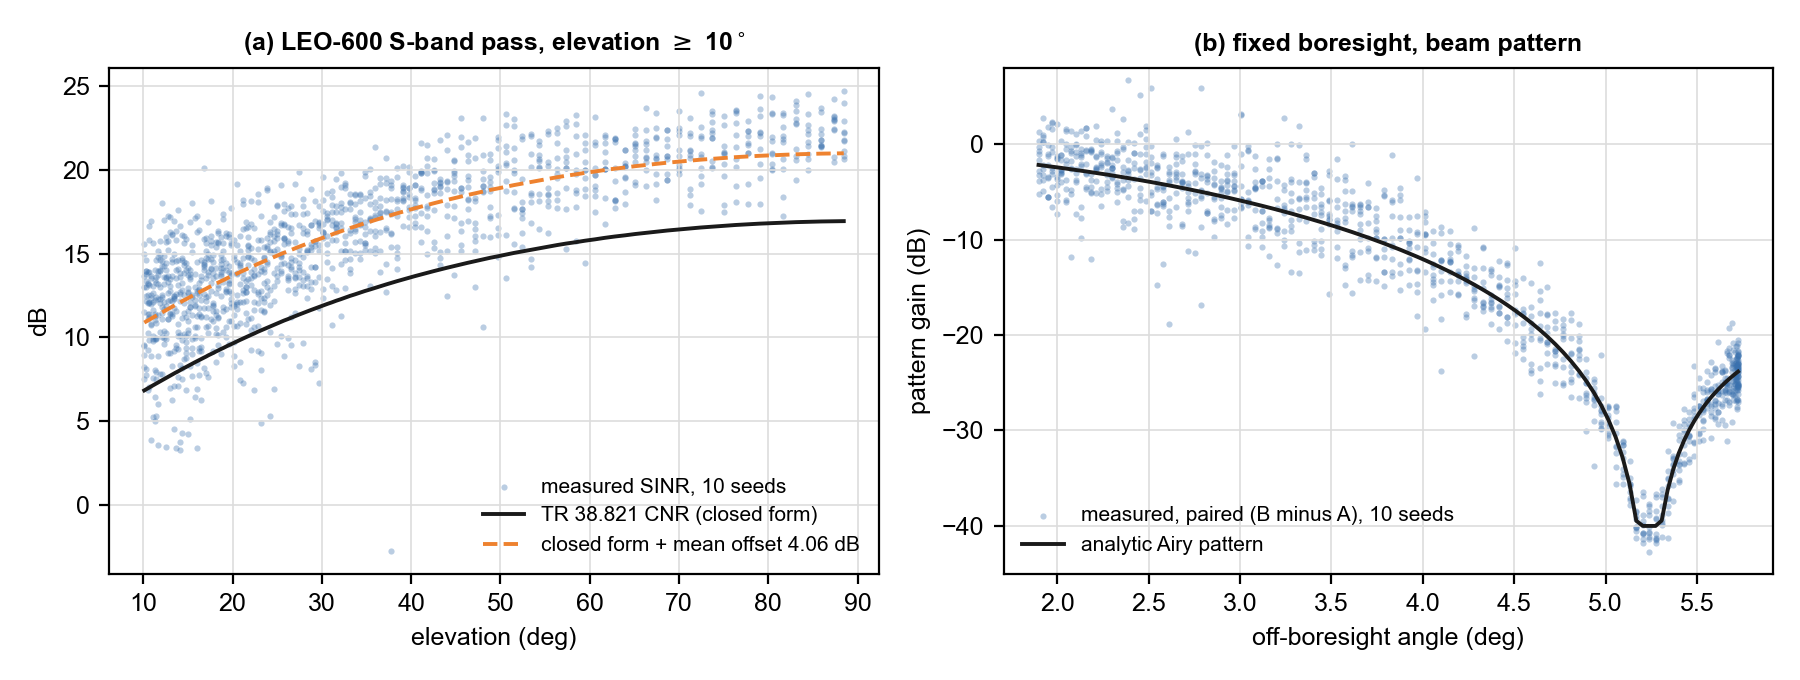 (a) LEO-600 S-band pass, elevation ≥ 10°
25
20
15
10
5
0
dB
measured SINR, 10 seeds
TR 38.821 CNR (closed form)
closed form + mean offset 4.06 dB
10 20 30 40 50 60 70 80 90
elevation (deg)
(b) fixed boresight, beam pattern
0
−10
−20
−30
−40
pattern gain (dB)
measured, paired (B minus A), 10 seeds
analytic Airy pattern
2.0 2.5 3.0 3.5 4.0 4.5 5.0 5.5
off-boresight angle (deg)